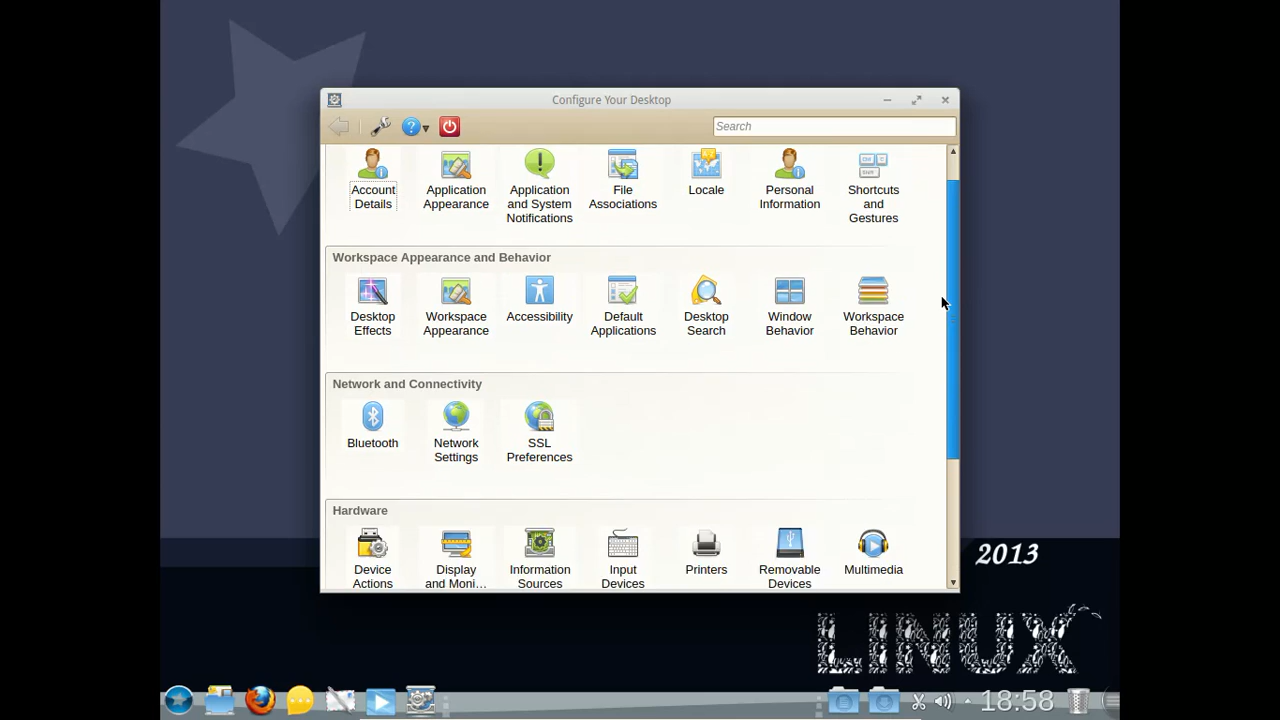 Configure Your Desktop
Search
Account
Details
Application
Appearance
Application
and System
Notifications
File
Associations
Locale
Personal
Information
Shortcuts
and
Gestures
Workspace Appearance and Behavior
Desktop
Effects
Workspace
Appearance
Accessibility
Default
Applications
Desktop
Search
Window
Behavior
Workspace
Behavior
Network and Connectivity
Bluetooth
Network
Settings
SSL
Preferences
Hardware
Device
Actions
Display
and Moni...
Information
Sources
Input
Devices
Printers
Removable
Devices
Multimedia
2013
LINUX
18:58